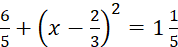 6/5 + (x − 2/3)² = 1 1/5